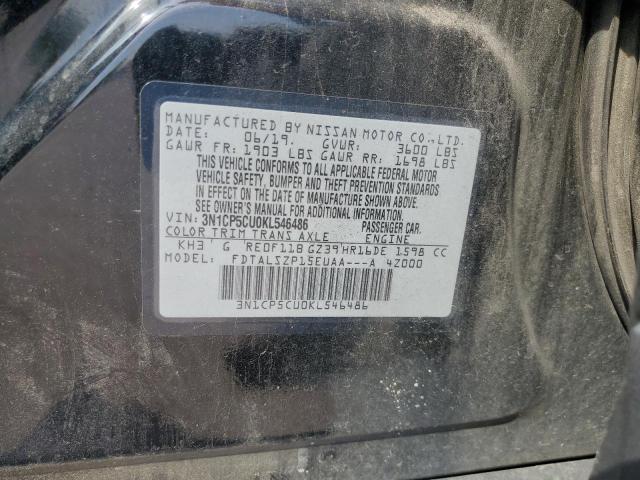 MANUFACTURED BY NISSAN MOTOR CO.,LTD.
DATE: 06/19. GVWR: 3600 LBS
GAWR FR: 1903 LBS GAWR RR: 1698 LBS
THIS VEHICLE CONFORMS TO ALL APPLICABLE FEDERAL MOTOR
VEHICLE SAFETY, BUMPER AND THEFT PREVENTION STANDARDS
IN EFFECT ON THE DATE OF MANUFACTURE SHOWN ABOVE.
SEE OWNER'S MANUAL FOR ADDITIONAL INFORMATION.
VIN: 3N1CP5CU0KL546486 PASSENGER CAR.
COLOR TRIM TRANS AXLE ENGINE
KH3 G RE0F11B GZ39 HR16DE 1598 CC
FDTALSZP15EUAA---A 4Z000
3N1CP5CU0KL546486